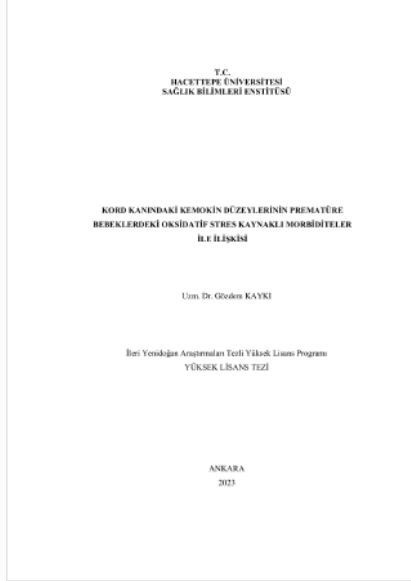 T.C.
HACETTEPE ÜNİVERSİTESİ
SAĞLIK BİLİMLERİ ENSTİTÜSÜ
KORD KANINDAKİ KEMOKİN DÜZEYLERİNİN PREMATÜRE
BEBEKLERDEKİ OKSİDATİF STRES KAYNAKLI MORBİDİTELER
İLE İLİŞKİSİ
Uzm. Dr. Gözdem KAYKI
İleri Yenidoğan Araştırmaları Tezli Yüksek Lisans Programı
YÜKSEK LİSANS TEZİ
ANKARA
2023